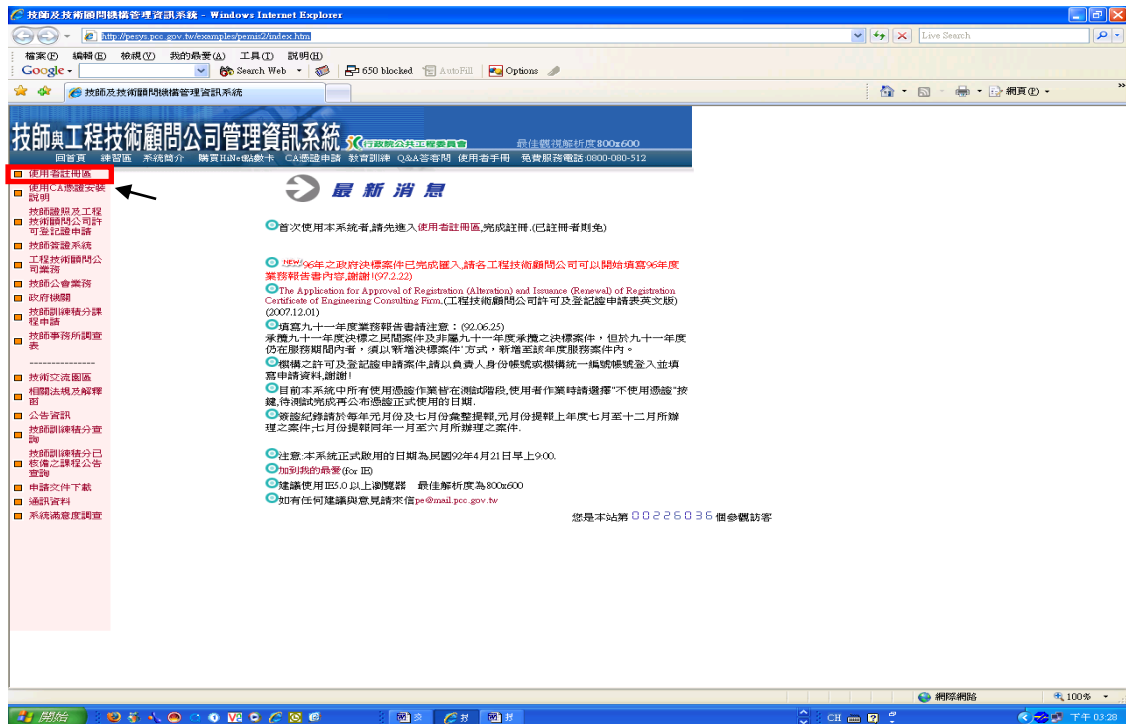 技師及技術顧問機構管理資訊系統 - Windows Internet Explorer
http://pesys.pcc.gov.tw/examples/pemis2/index.htm
Live Search
檔案(F) 編輯(E) 檢視(V) 我的最愛(A) 工具(T) 說明(H)
Google
Search Web
650 blocked
AutoFill
Options
技師及技術顧問機構管理資訊系統
網頁(P)
技師與工程技術顧問公司管理資訊系統
行政院公共工程委員會
最佳觀視解析度800x600
回首頁 練習區 系統簡介 購買HiNet點數卡 CA憑證申請 教育訓練 Q&A答客問 使用者手冊 免費服務電話:0800-080-512
使用者註冊區
使用CA憑證安裝
說明
技師證照及工程
技術顧問公司許
可登記證申請
技師簽證系統
工程技術顧問公
司業務
技師公會業務
政府機關
技師訓練積分課
程申請
技師事務所調查
表
---------------
技術交流園區
相關法規及解釋
函
公告資訊
技師訓練積分查
詢
技師訓練積分已
核備之課程公告
查詢
申請文件下載
通訊資料
系統滿意度調查
最新消息
首次使用本系統者,請先進入使用者註冊區,完成註冊.(已註冊者則免)
NEW! 96年之政府決標案件已完成匯入,請各工程技術顧問公司可以開始填寫96年度
業務報告書內容,謝謝!(97.2.22)
The Application for Approval of Registration (Alteration) and Issuance (Renewal) of Registration
Certificate of Engineering Consulting Firm.(工程技術顧問公司許可及登記證申請表英文版)
(2007.12.01)
填寫九十一年度業務報告書請注意：(92.06.25)
承攬九十一年度決標之民間案件及非屬九十一年度承攬之決標案件，但於九十一年度
仍在服務期間內者，須以'新增決標案件'方式，新增至該年度服務案件內。
機構之許可及登記證申請案件,請以負責人身份帳號或機構統一編號帳號登入並填
寫申請資料,謝謝!
目前本系統中所有使用憑證作業皆在測試階段,使用者作業時請選擇"不使用憑證"按
鍵,待測試完成再公布憑證正式使用的日期.
簽證紀錄請於每年元月份及七月份彙整提報,元月份提報上年度七月至十二月所辦
理之案件;七月份提報同年一月至六月所辦理之案件.
注意:本系統正式啟用的日期為民國92年4月21日早上9:00.
加到我的最愛(for IE)
建議使用IE5.0 以上瀏覽器 最佳解析度為800x600
如有任何建議與意見請來信pe@mail.pcc.gov.tw
您是本站第 00226036 個參觀訪客
網際網路
100%
開始
CH
下午 03:28